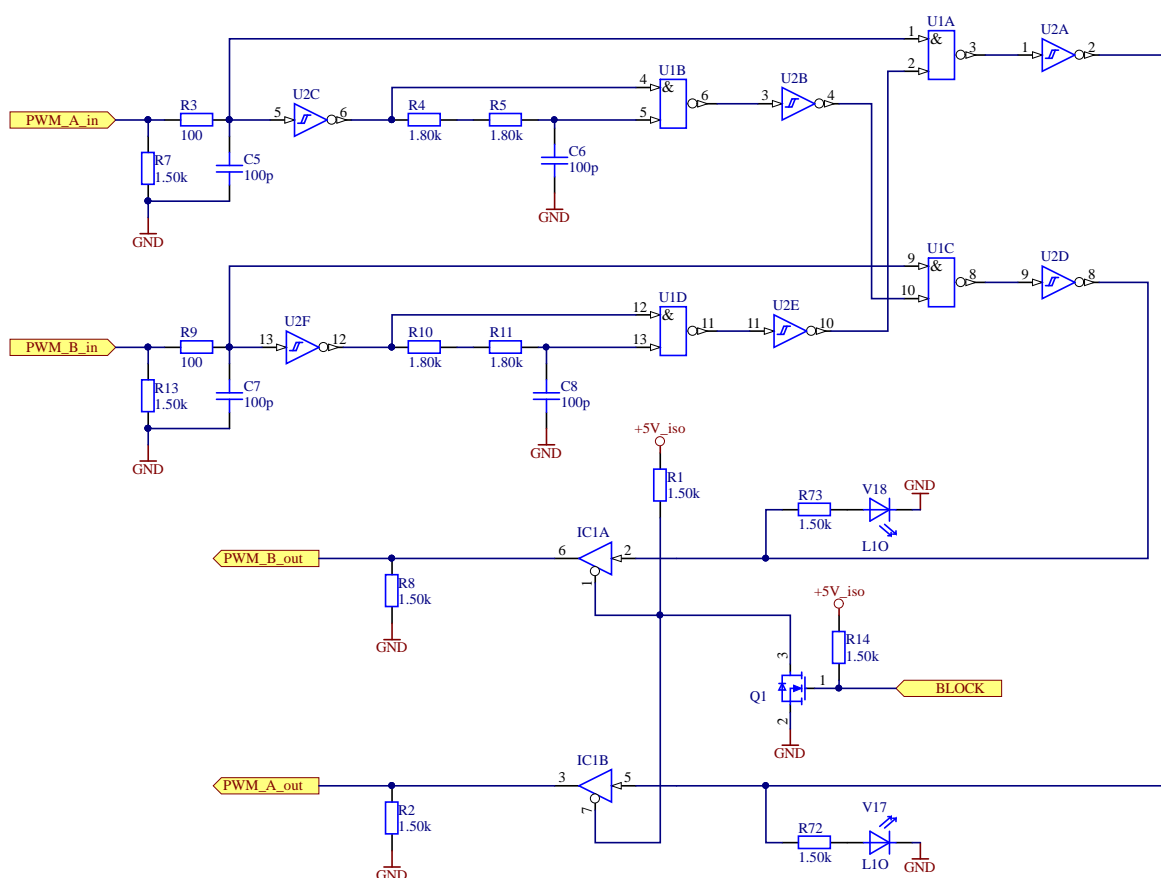 U1A
U2A
1
&
3
1
2
2
U1B
U2B
4
&
6
3
4
5
PWM_A_in
R3
100
U2C
5
6
R4
1.80k
R5
1.80k
R7
1.50k
C5
100p
C6
100p
GND
GND
U1C
U2D
9
&
8
9
8
10
U1D
U2E
12
&
11
11
10
13
PWM_B_in
R9
100
U2F
13
12
R10
1.80k
R11
1.80k
R13
1.50k
C7
100p
C8
100p
GND
GND
+5V_iso
R1
1.50k
R73
1.50k
V18
L1O
GND
IC1A
6
2
1
PWM_B_out
R8
1.50k
GND
+5V_iso
R14
1.50k
3
Q1
1
2
BLOCK
GND
IC1B
3
5
7
PWM_A_out
R2
1.50k
GND
R72
1.50k
V17
L1O
GND